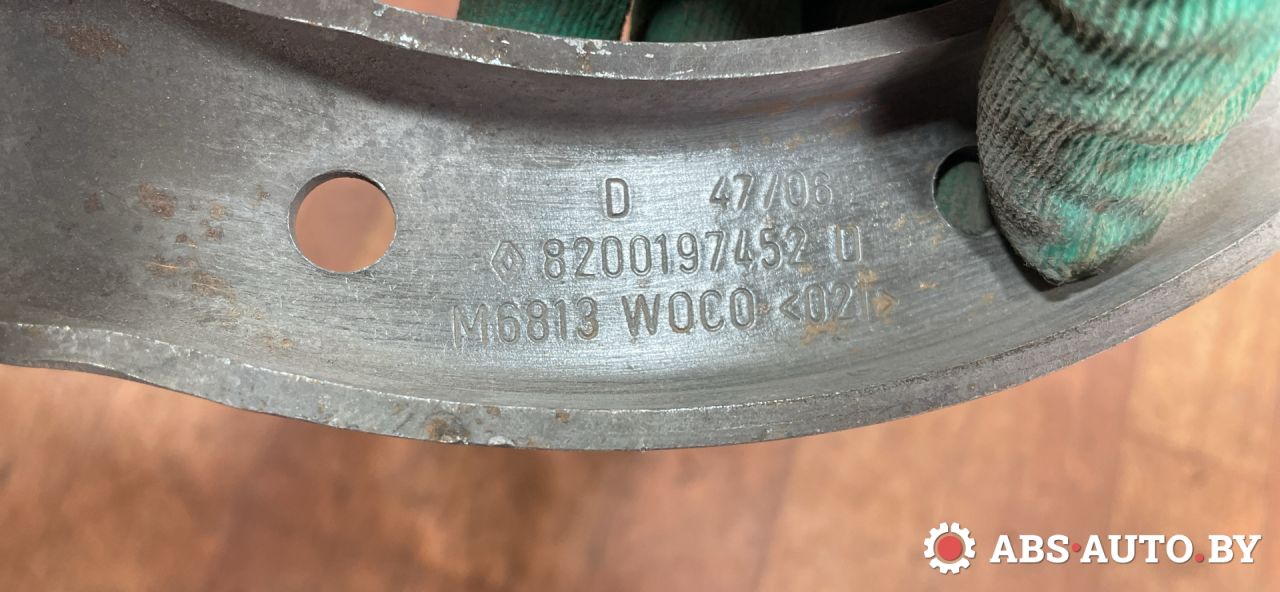 D 47/06
8200197452 D
M6813 WOCO <021>
ABS·AUTO.BY